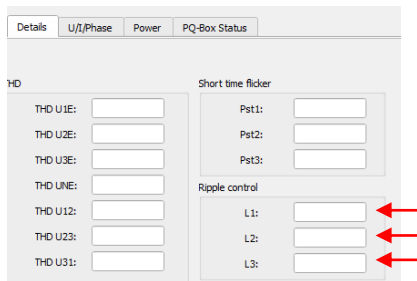 Details U/I/Phase Power PQ-Box Status
THD
THD U1E:
THD U2E:
THD U3E:
THD UNE:
THD U12:
THD U23:
THD U31:
Short time flicker
Pst1:
Pst2:
Pst3:
Ripple control
L1:
L2:
L3: